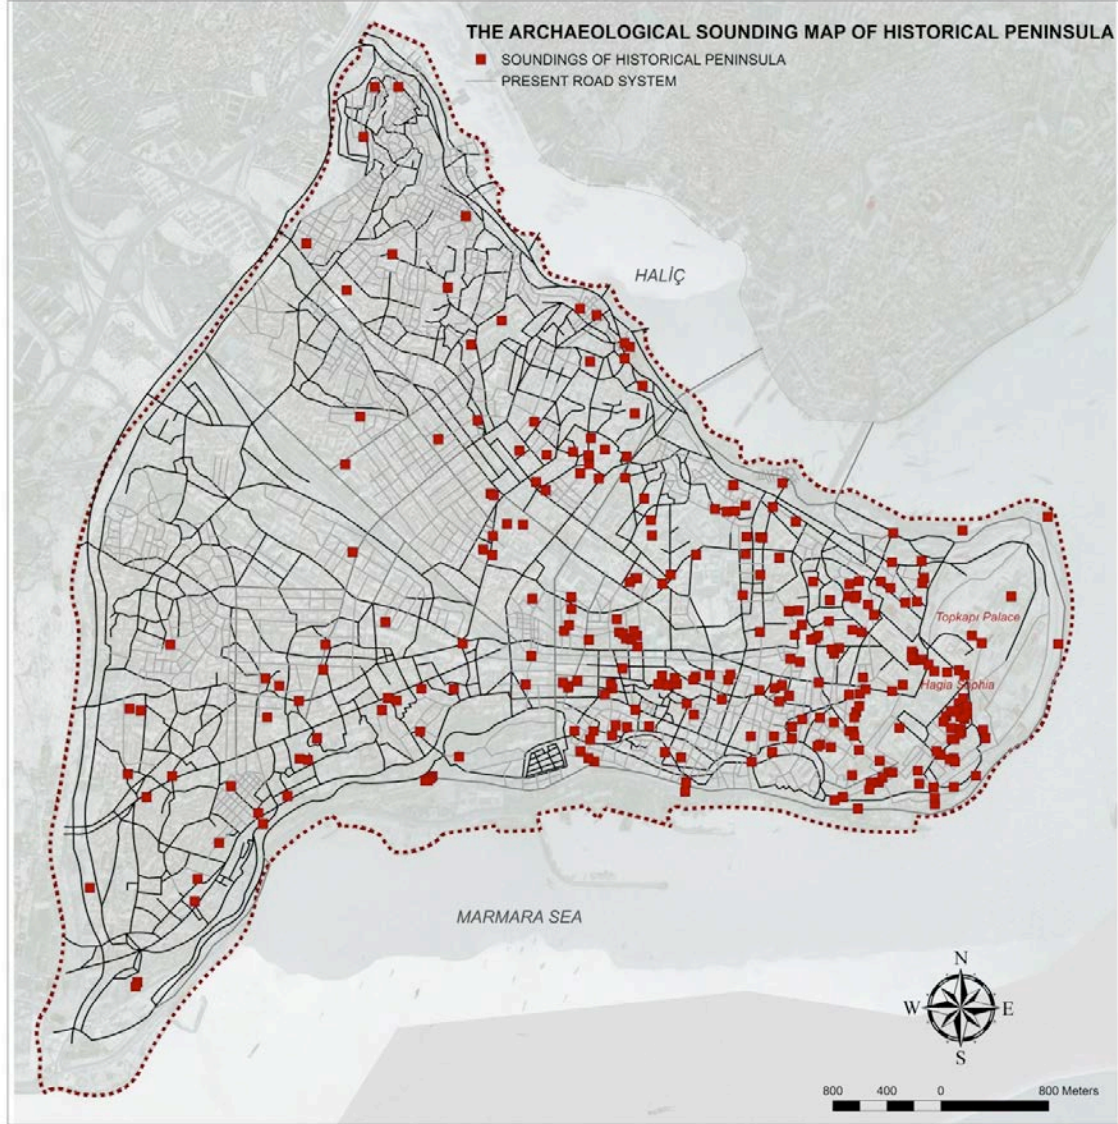 THE ARCHAEOLOGICAL SOUNDING MAP OF HISTORICAL PENINSULA
SOUNDINGS OF HISTORICAL PENINSULA
PRESENT ROAD SYSTEM
HALİÇ
Topkapı Palace
Hagia Sophia
MARMARA SEA
N
W E
S
800 400 0 800 Meters